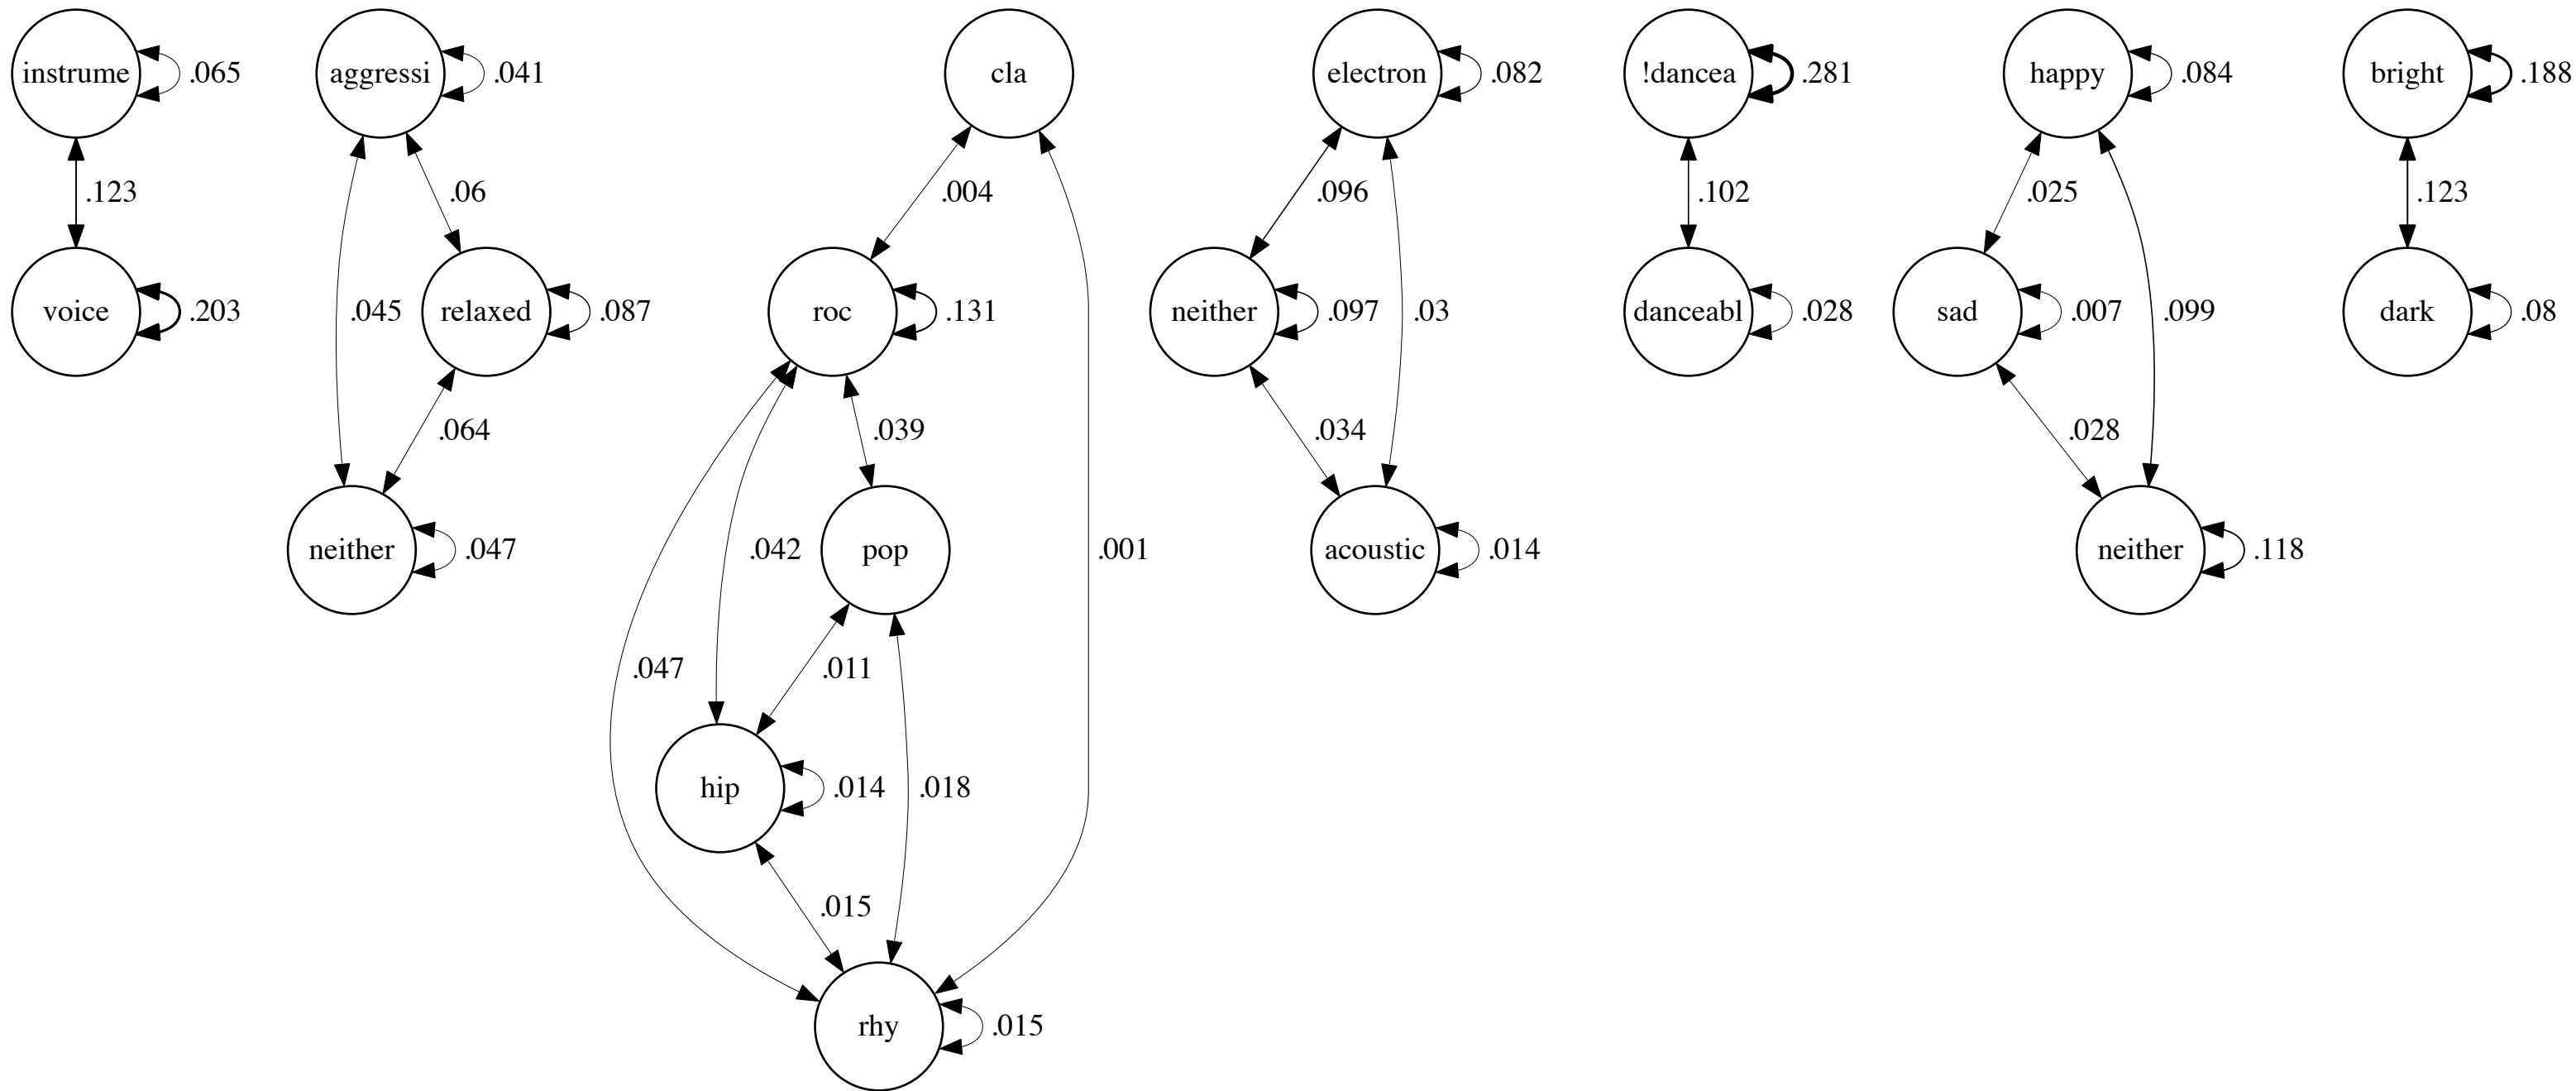 instrume .065
aggressi .041
cla
electron .082
!dancea .281
happy .084
bright .188
.123
.06
.004
.096
.102
.025
.123
voice .203
.045
relaxed .087
roc .131
neither .097
.03
danceabl .028
sad .007
.099
dark .08
.064
.039
.034
.028
neither .047
.042
pop
.001
acoustic .014
neither .118
.047
.011
hip .014
.018
.015
rhy .015